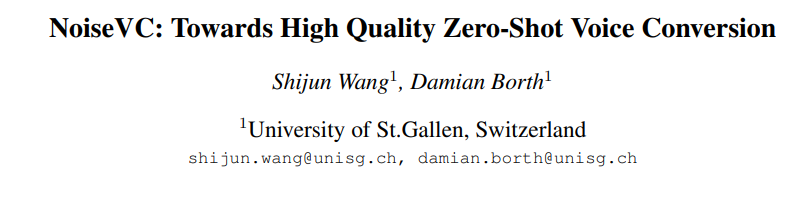 NoiseVC: Towards High Quality Zero-Shot Voice Conversion
Shijun Wang¹, Damian Borth¹
¹University of St.Gallen, Switzerland
shijun.wang@unisg.ch, damian.borth@unisg.ch